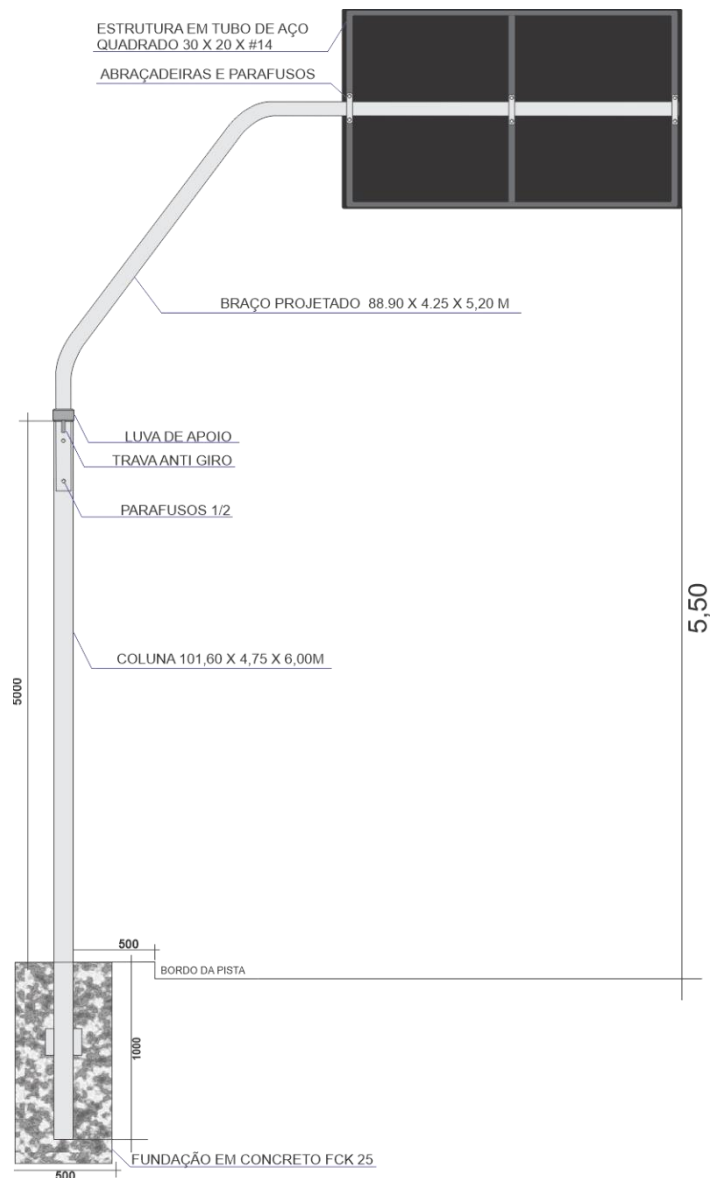 ESTRUTURA EM TUBO DE AÇO
QUADRADO 30 X 20 X #14
ABRAÇADEIRAS E PARAFUSOS
BRAÇO PROJETADO 88.90 X 4.25 X 5,20 M
LUVA DE APOIO
TRAVA ANTI GIRO
PARAFUSOS 1/2
5,50
COLUNA 101,60 X 4,75 X 6,00M
5000
500
BORDO DA PISTA
1000
FUNDAÇÃO EM CONCRETO FCK 25
500